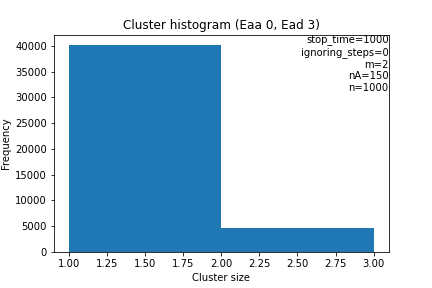 Cluster histogram (Eaa 0, Ead 3)
stop_time=1000
ignoring_steps=0
m=2
nA=150
n=1000
Frequency
40000
35000
30000
25000
20000
15000
10000
5000
0
1.00 1.25 1.50 1.75 2.00 2.25 2.50 2.75 3.00
Cluster size